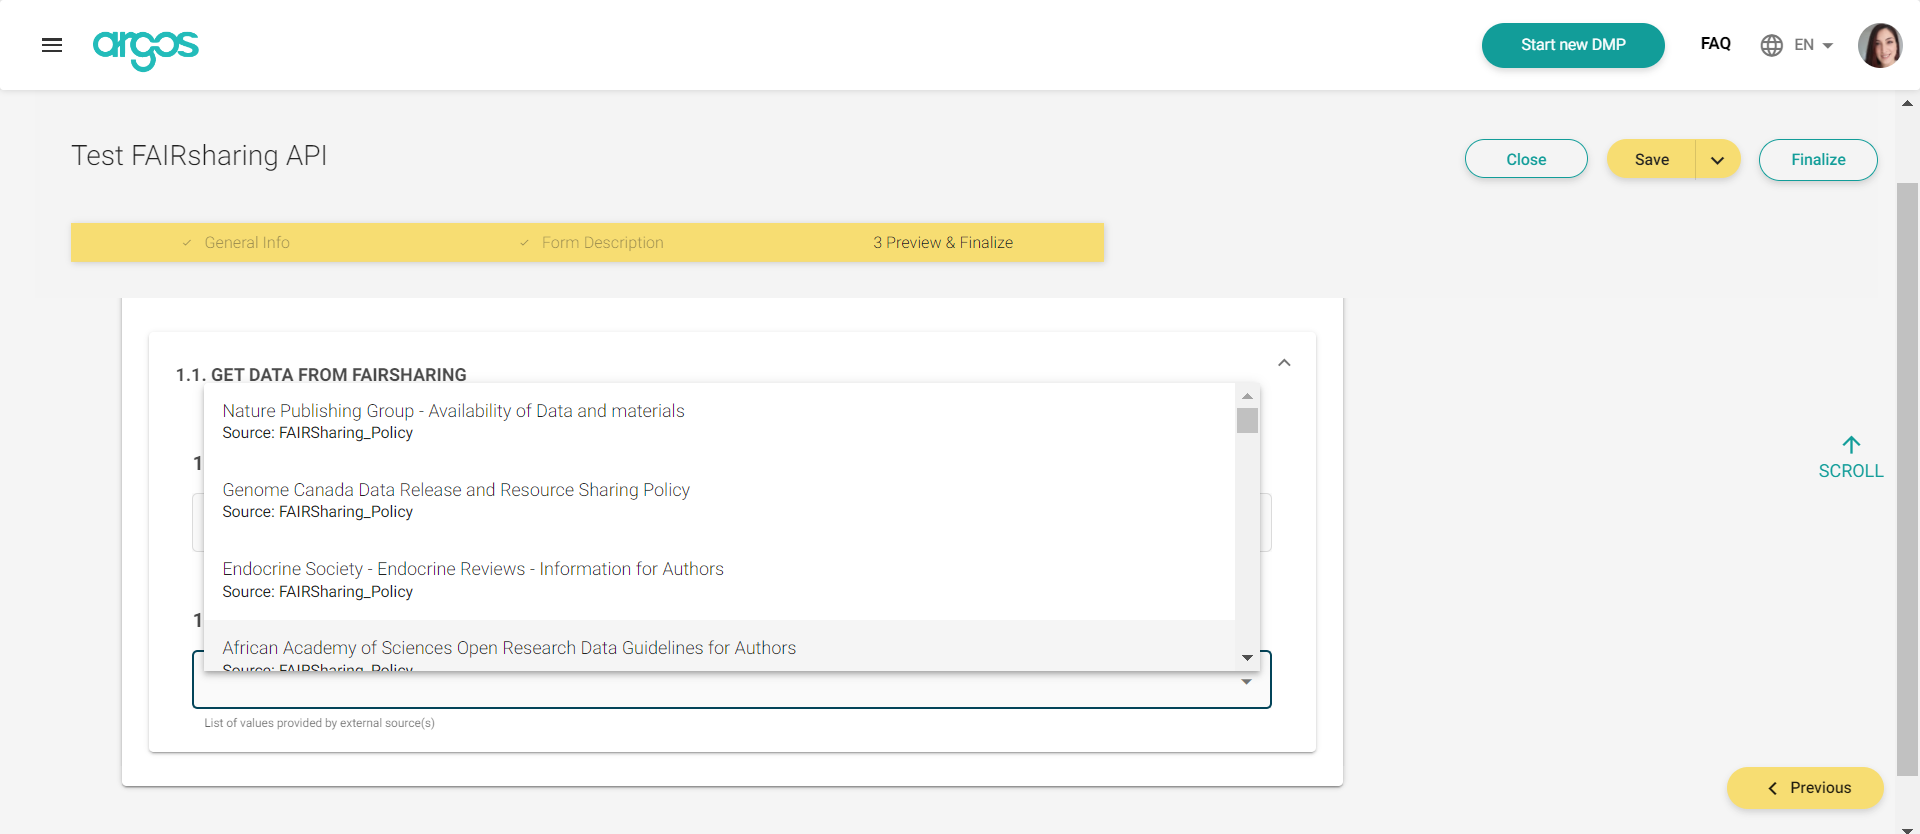 argos
Start new DMP
FAQ
EN
Test FAIRsharing API
Close
Save
Finalize
General Info
Form Description
3 Preview & Finalize
1.1. GET DATA FROM FAIRSHARING
Nature Publishing Group - Availability of Data and materials
Source: FAIRSharing_Policy
1
Genome Canada Data Release and Resource Sharing Policy
Source: FAIRSharing_Policy
Endocrine Society - Endocrine Reviews - Information for Authors
Source: FAIRSharing_Policy
1
African Academy of Sciences Open Research Data Guidelines for Authors
Source: FAIRSharing_Policy
List of values provided by external source(s)
SCROLL
Previous